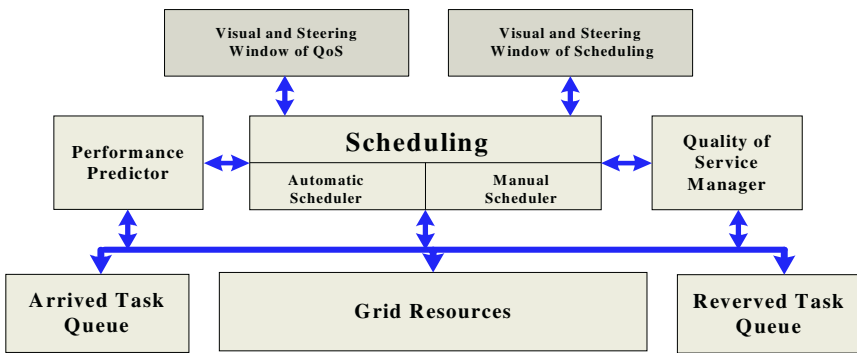 Visual and Steering
Window of QoS
Visual and Steering
Window of Scheduling
Performance
Predictor
Scheduling
Automatic
Scheduler
Manual
Scheduler
Quality of
Service
Manager
Arrived Task
Queue
Grid Resources
Reverved Task
Queue